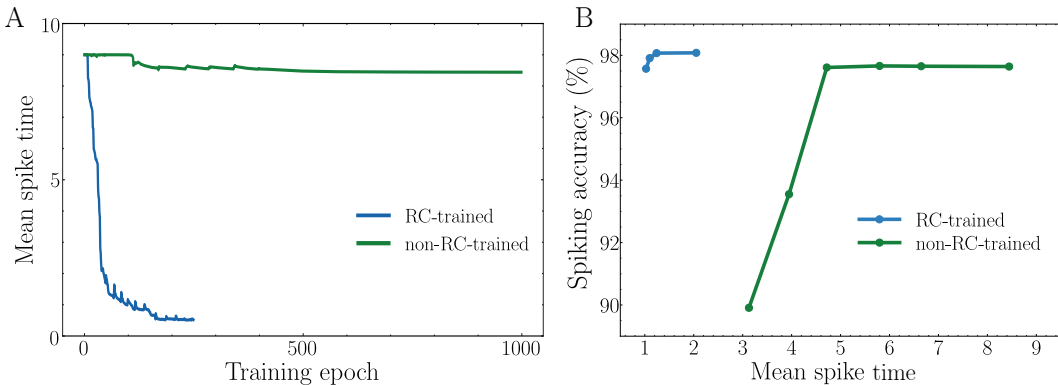 A
10
5
0
Mean spike time
RC-trained
non-RC-trained
0 500 1000
Training epoch
B
98
96
94
92
90
Spiking accuracy (%)
RC-trained
non-RC-trained
1 2 3 4 5 6 7 8 9
Mean spike time